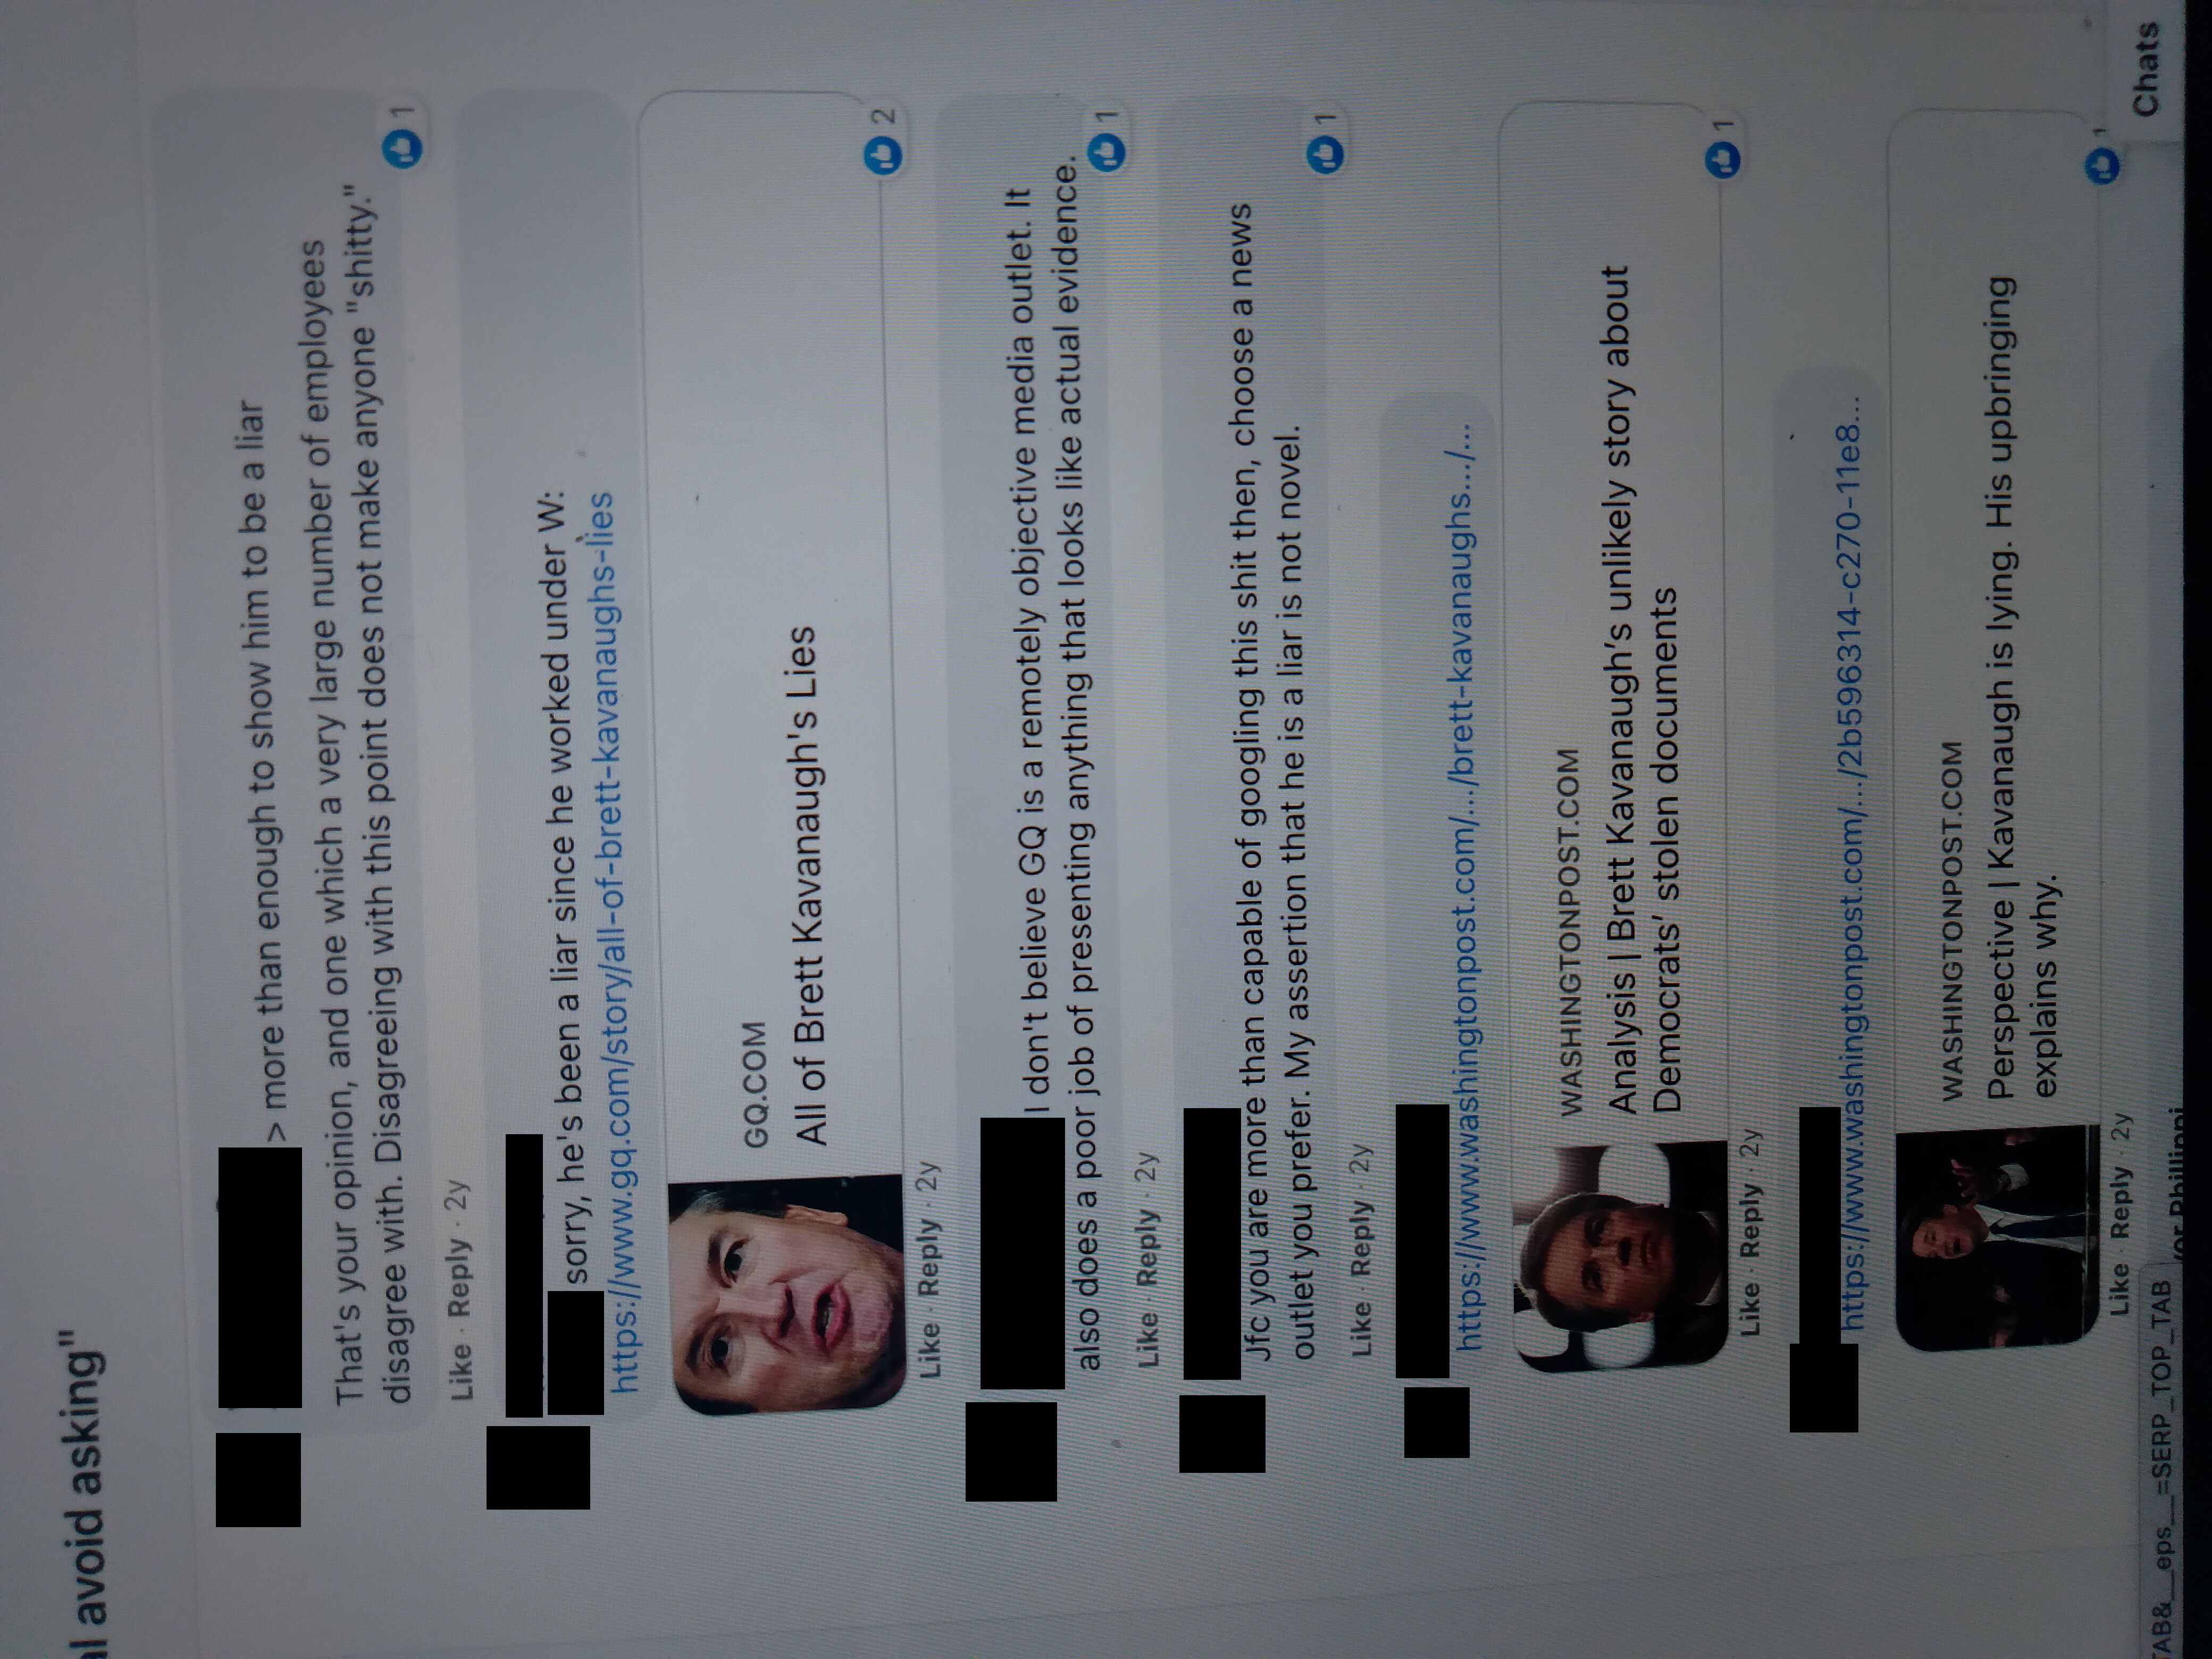 al avoid asking"
> more than enough to show him to be a liar
That's your opinion, and one which a very large number of employees
disagree with. Disagreeing with this point does not make anyone "shitty."
1
Like · Reply · 2y
sorry, he's been a liar since he worked under W:
https://www.gq.com/story/all-of-brett-kavanaughs-lies
GQ.COM
All of Brett Kavanaugh's Lies
2
Like · Reply · 2y
I don't believe GQ is a remotely objective media outlet. It
also does a poor job of presenting anything that looks like actual evidence.
1
Like · Reply · 2y
Jfc you are more than capable of googling this shit then, choose a news
outlet you prefer. My assertion that he is a liar is not novel.
1
Like · Reply · 2y
https://www.washingtonpost.com/.../brett-kavanaughs.../...
WASHINGTONPOST.COM
Analysis | Brett Kavanaugh's unlikely story about
Democrats' stolen documents
1
Like · Reply · 2y
https://www.washingtonpost.com/.../2b596314-c270-11e8...
WASHINGTONPOST.COM
Perspective | Kavanaugh is lying. His upbringing
explains why.
1
Like · Reply · 2y
Chats
TAB&__eps__=SERP_TOP_TAB
(or Philippi